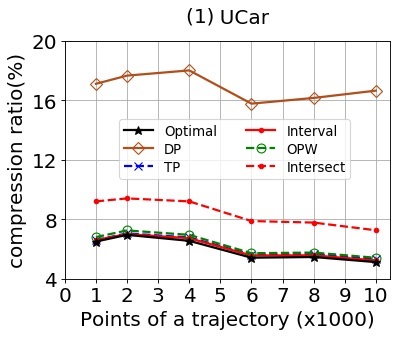 (1) UCar
compression ratio(%)
20
16
12
8
4
Optimal
DP
TP
Interval
OPW
Intersect
0 1 2 3 4 5 6 7 8 9 10
Points of a trajectory (x1000)